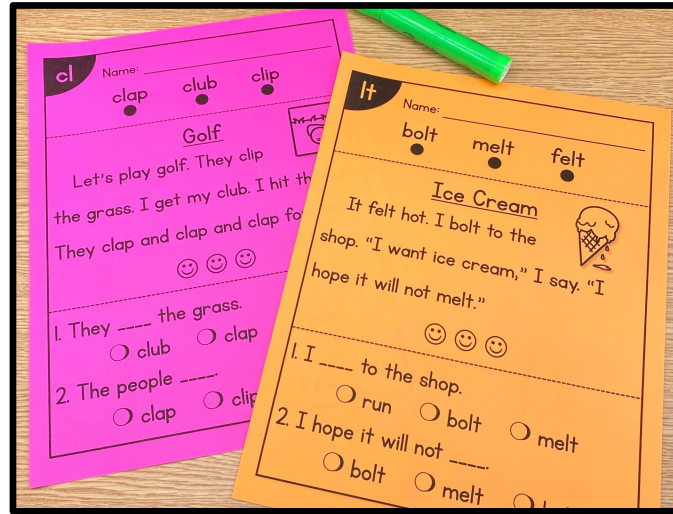 cl
Name:
clap club clip
Golf
Let's play golf. They clip
the grass. I get my club. I hit
They clap and clap and clap
1. They ____ the grass.
club clap
2. The people ____.
clap
lt
Name:
bolt melt felt
Ice Cream
It felt hot. I bolt to the
shop. "I want ice cream," I say. "I
hope it will not melt."
1. I ____ to the shop.
run bolt melt
2. I hope it will not ____.
bolt melt